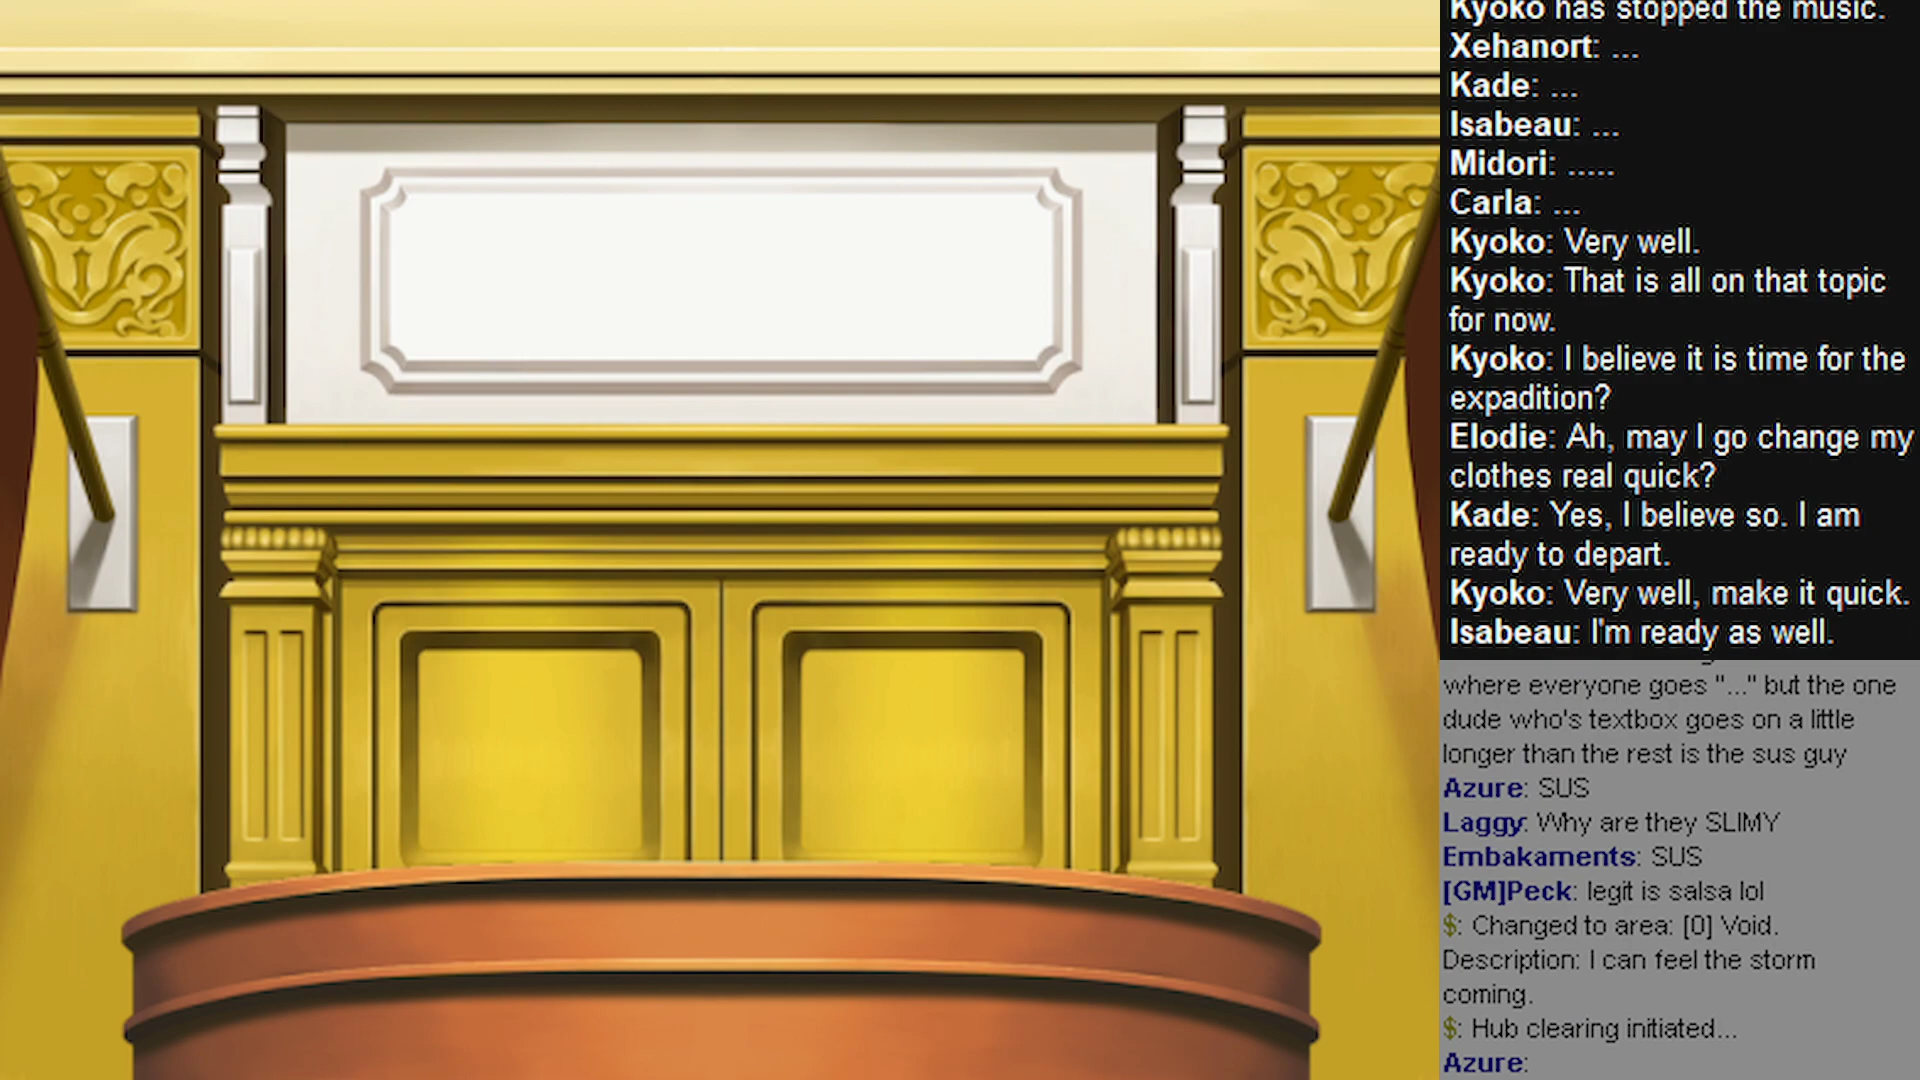 Kyoko has stopped the music.
Xehanort: ...
Kade: ...
Isabeau: ...
Midori: .....
Carla: ...
Kyoko: Very well.
Kyoko: That is all on that topic
for now.
Kyoko: I believe it is time for the
expadition?
Elodie: Ah, may I go change my
clothes real quick?
Kade: Yes, I believe so. I am
ready to depart.
Kyoko: Very well, make it quick.
Isabeau: I'm ready as well.
where everyone goes "..." but the one
dude who's textbox goes on a little
longer than the rest is the sus guy
Azure: SUS
Laggy: Why are they SLIMY
Embakaments: SUS
[GM]Peck: legit is salsa lol
$: Changed to area: [0] Void.
Description: I can feel the storm
coming.
$: Hub clearing initiated...
Azure: